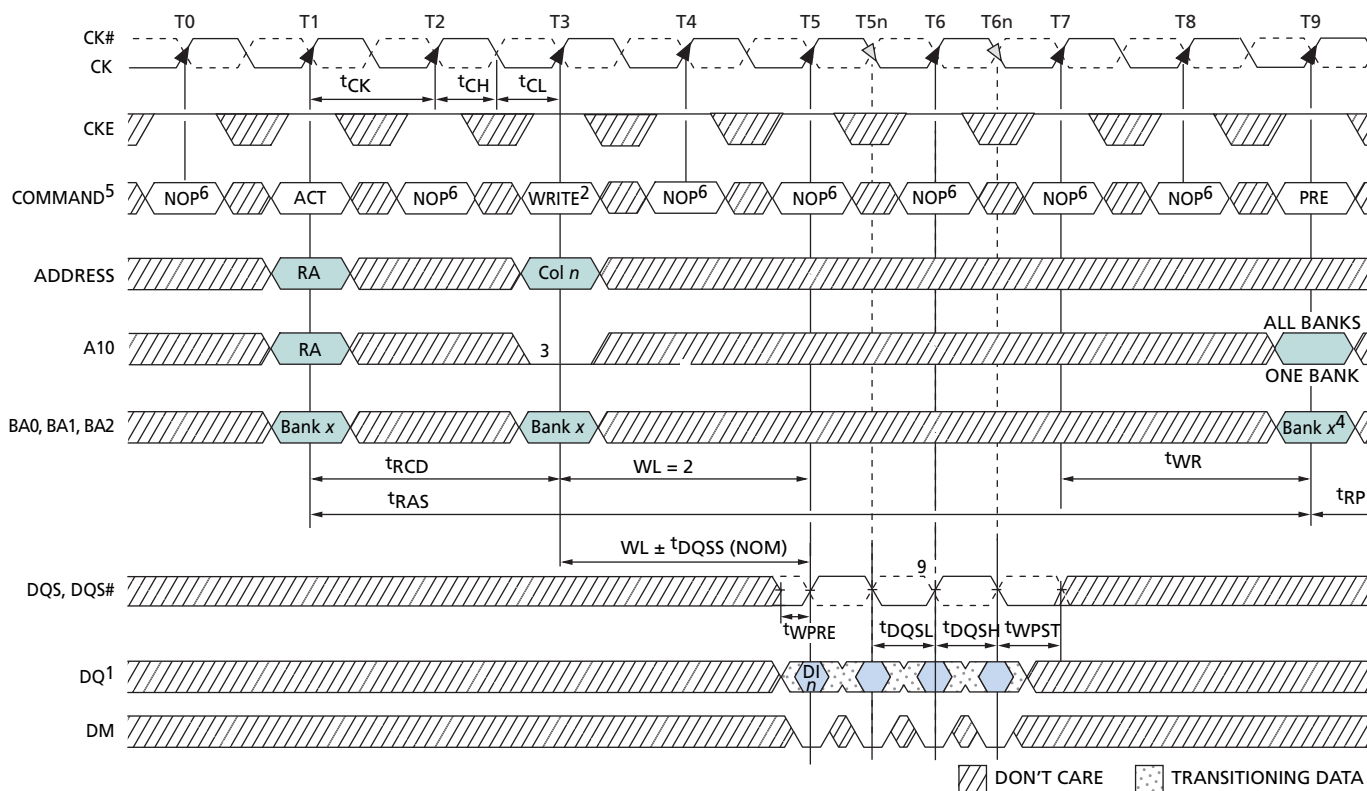 T0 T1 T2 T3 T4 T5 T5n T6 T6n T7 T8 T9
CK#
CK
tCK tCH tCL
CKE
COMMAND5 NOP6 ACT NOP6 WRITE2 NOP6 NOP6 NOP6 NOP6 NOP6 PRE
ADDRESS RA Col n
ALL BANKS
A10 RA 3
ONE BANK
BA0, BA1, BA2 Bank x Bank x Bank x4
tRCD WL = 2 tWR
tRAS tRP
WL ± tDQSS (NOM)
DQS, DQS# 9
tWPRE tDQSL tDQSH tWPST
DQ1 DI
n
DM
DON'T CARE TRANSITIONING DATA